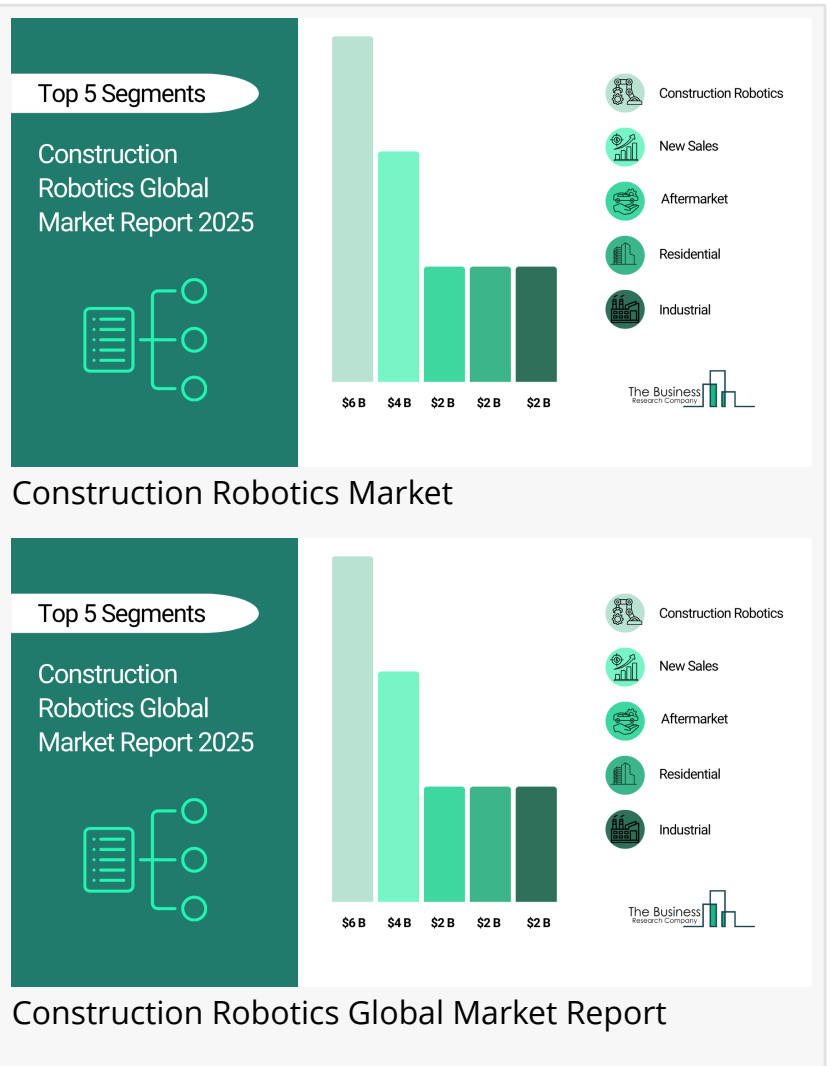 Top 5 Segments
Construction
Robotics Global
Market Report 2025
$6 B $4 B $2 B $2 B $2 B
Construction Robotics
New Sales
Aftermarket
Residential
Industrial
The Business
Research Company
Construction Robotics Market
Top 5 Segments
Construction
Robotics Global
Market Report 2025
$6 B $4 B $2 B $2 B $2 B
Construction Robotics
New Sales
Aftermarket
Residential
Industrial
The Business
Research Company
Construction Robotics Global Market Report